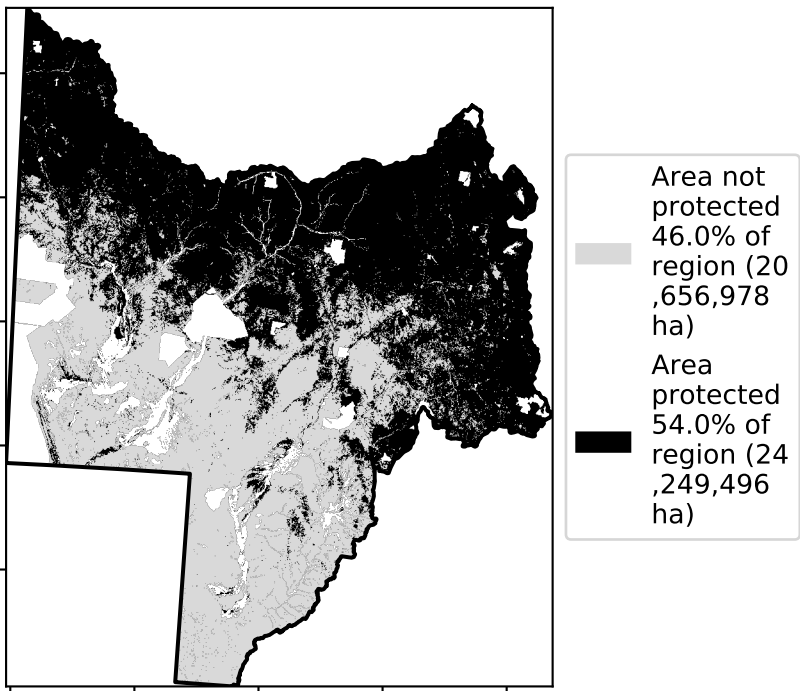 Area not
protected
46.0% of
region (20
,656,978
ha)
Area
protected
54.0% of
region (24
,249,496
ha)